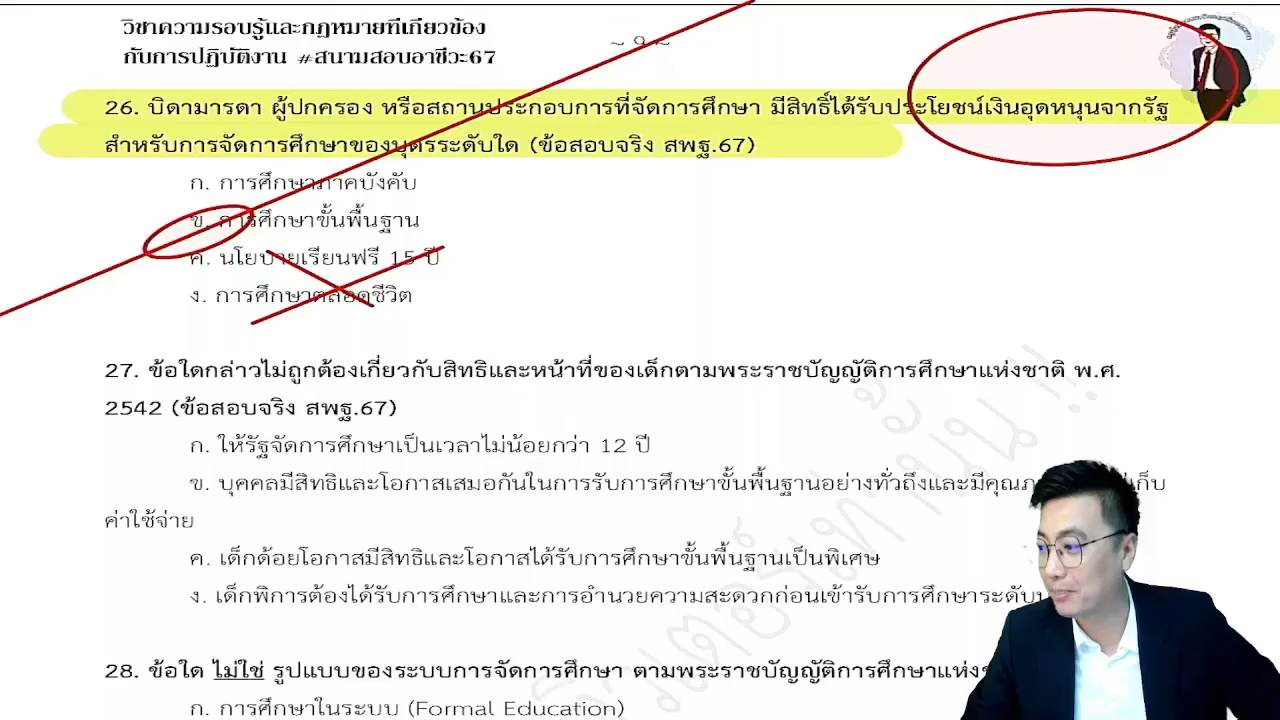 วิชาความรอบรู้และกฎหมายที่เกี่ยวข้อง
กับการปฏิบัติงาน #สนามสอบอาชีวะ67
~ 9 ~
26. บิดามารดา ผู้ปกครอง หรือสถานประกอบการที่จัดการศึกษา มีสิทธิ์ได้รับประโยชน์เงินอุดหนุนจากรัฐ
สำหรับการจัดการศึกษาของบุตรระดับใด (ข้อสอบจริง สพฐ.67)
ก. การศึกษาภาคบังคับ
ข. การศึกษาขั้นพื้นฐาน
ค. นโยบายเรียนฟรี 15 ปี
ง. การศึกษาตลอดชีวิต
27. ข้อใดกล่าวไม่ถูกต้องเกี่ยวกับสิทธิและหน้าที่ของเด็กตามพระราชบัญญัติการศึกษาแห่งชาติ พ.ศ.
2542 (ข้อสอบจริง สพฐ.67)
ก. ให้รัฐจัดการศึกษาเป็นเวลาไม่น้อยกว่า 12 ปี
ข. บุคคลมีสิทธิและโอกาสเสมอกันในการรับการศึกษาขั้นพื้นฐานอย่างทั่วถึงและมี
ค่าใช้จ่าย
ค. เด็กด้อยโอกาสมีสิทธิและโอกาสได้รับการศึกษาขั้นพื้นฐานเป็นพิเศษ
ง. เด็กพิการต้องได้รับการศึกษาและการอำนวยความสะดวกก่อนเข้ารับการศึกษาระดับ
28. ข้อใด ไม่ใช่ รูปแบบของระบบการจัดการศึกษา ตามพระราชบัญญัติการศึกษา
ก. การศึกษาในระบบ (Formal Education)